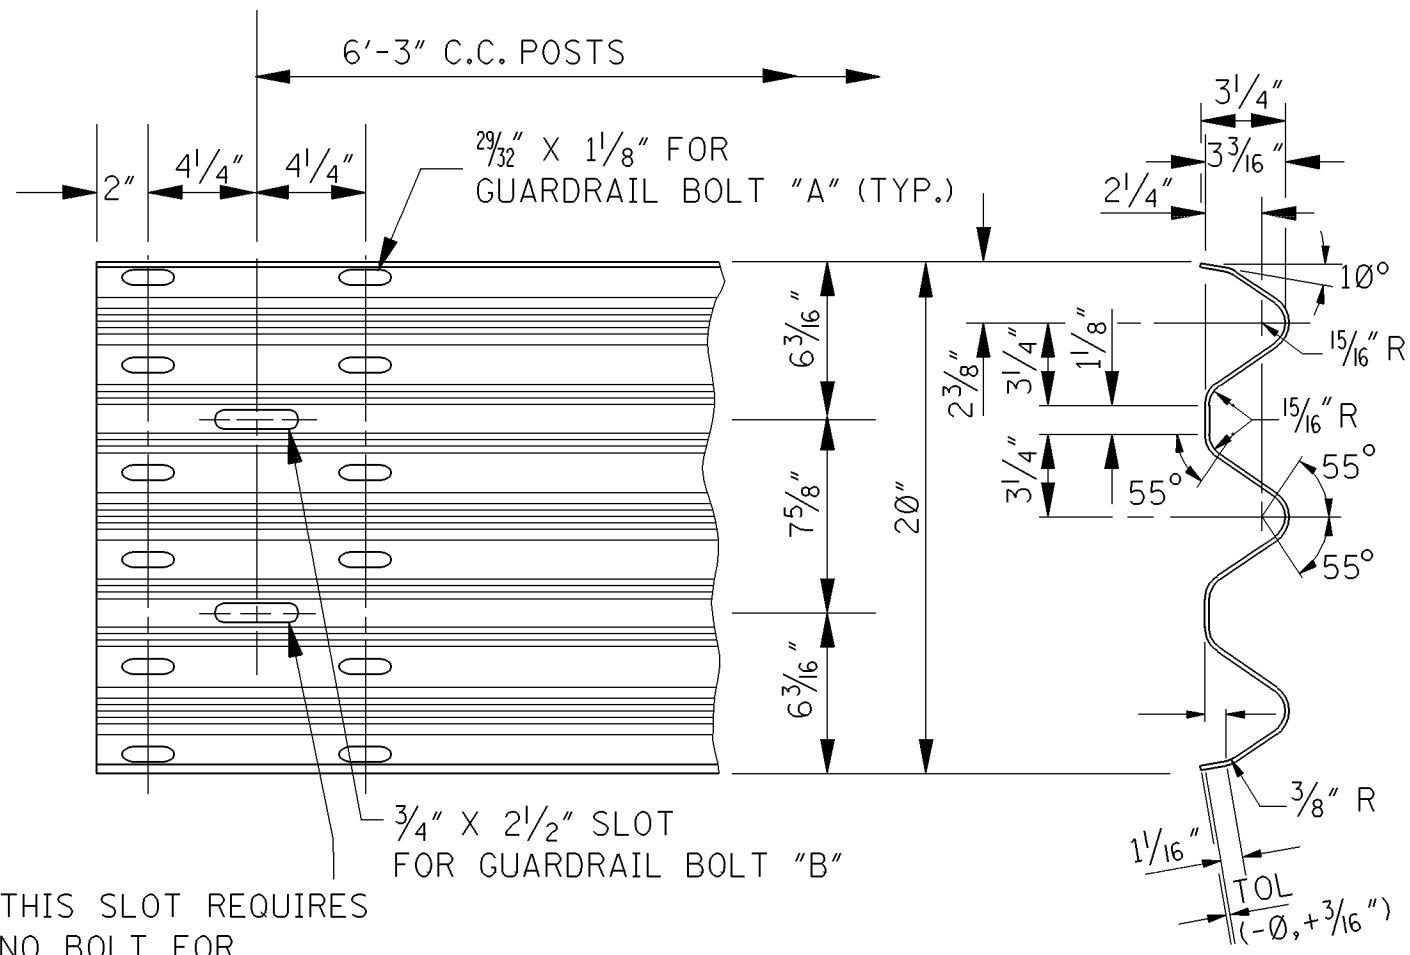 6'-3" C.C. POSTS
2"
4 1/4"
4 1/4"
29/32" X 1 1/8" FOR
GUARDRAIL BOLT "A" (TYP.)
3 1/4"
3 3/16"
2 1/4"
10°
6 3/16"
2 3/8"
3 1/4"
1 1/8"
15/16" R
15/16" R
7 5/8"
20"
3 1/4"
55°
55°
55°
6 3/16"
3/4" X 2 1/2" SLOT
FOR GUARDRAIL BOLT "B"
3/8" R
1 1/16"
TOL
(-0,+3/16")
THIS SLOT REQUIRES
NO BOLT FOR